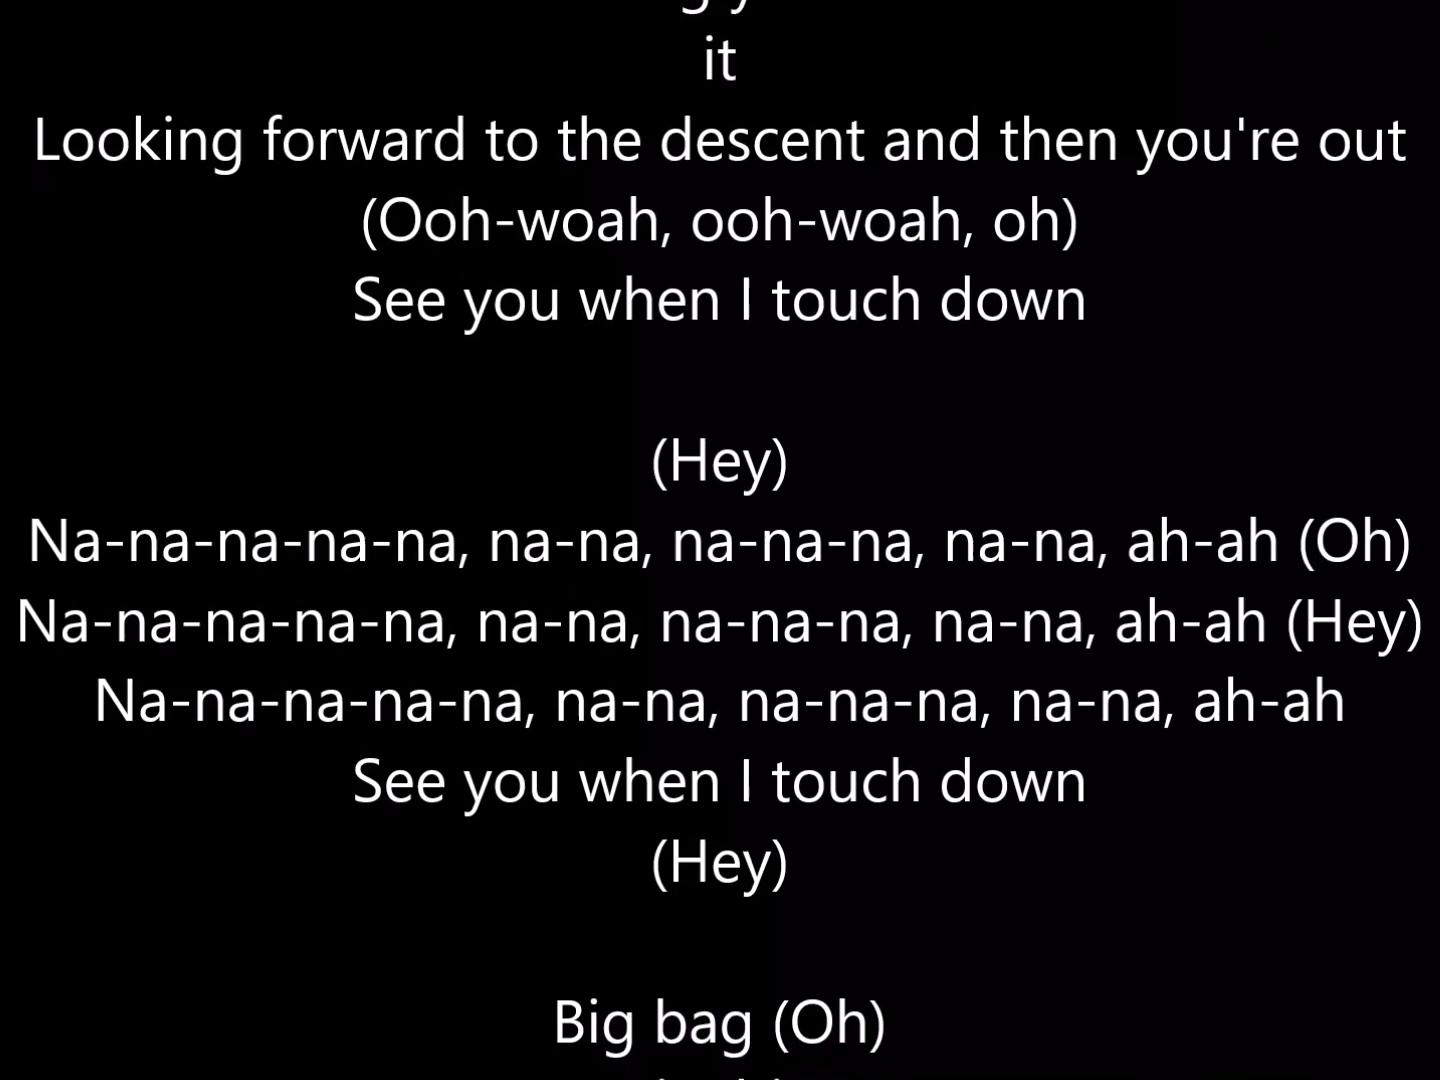 it
Looking forward to the descent and then you're out
(Ooh-woah, ooh-woah, oh)
See you when I touch down
(Hey)
Na-na-na-na-na, na-na, na-na-na, na-na, ah-ah (Oh)
Na-na-na-na-na, na-na, na-na-na, na-na, ah-ah (Hey)
Na-na-na-na-na, na-na, na-na-na, na-na, ah-ah
See you when I touch down
(Hey)
Big bag (Oh)